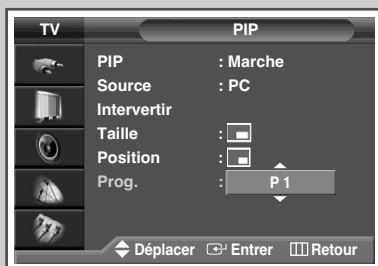 TV PIP
PIP : Marche
Source : PC
Intervertir
Taille :
Position :
Prog. : P 1
Déplacer Entrer Retour